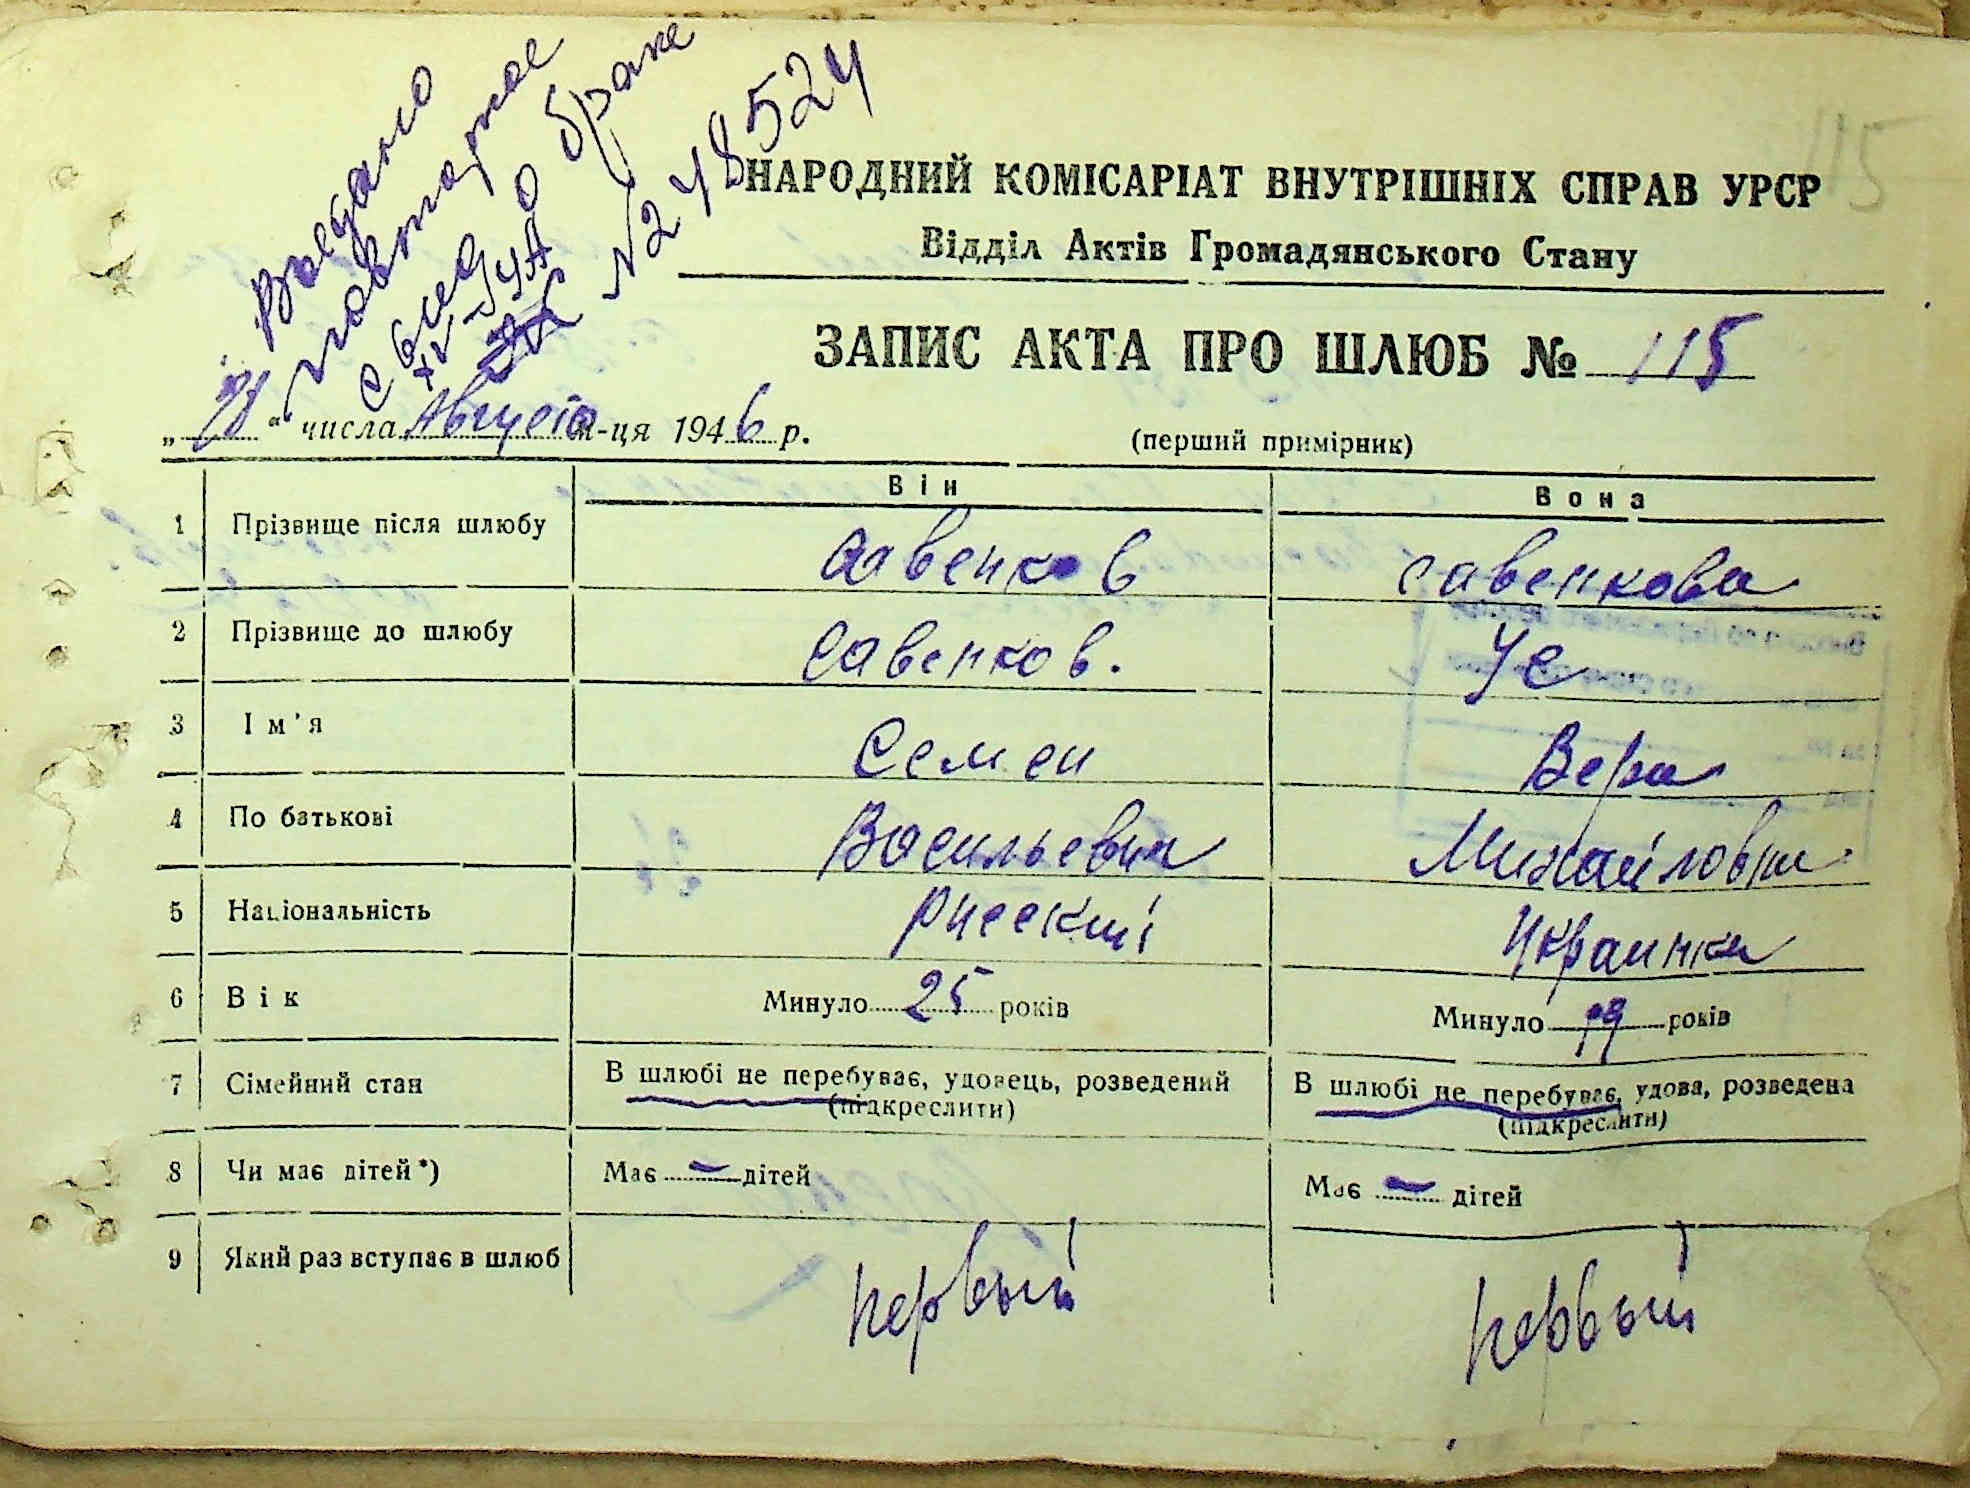 Выдано
повторное
свид о браке
IV-УА № 248524
НАРОДНИЙ КОМІСАРІАТ ВНУТРІШНІХ СПРАВ УРСР
Відділ Актів Громадянського Стану
ЗАПИС АКТА ПРО ШЛЮБ № 115
„ “ числа Августа м-ця 1946 р.
(перший примірник)
Він Вона
1 Прізвище після шлюбу Савенков Савенкова
2 Прізвище до шлюбу Савенков. Ус
3 Ім'я Семен Вера
4 По батькові Васильевич Михайловна
5 Національність Русский Украинка
6 Вік Минуло 25 років Минуло 19 років
7 Сімейний стан В шлюбі не перебуває, удовець, розведений В шлюбі не перебуває, удова, розведена
(підкреслити) (підкреслити)
8 Чи має дітей*) Має - дітей Має - дітей
9 Який раз вступає в шлюб первый первый